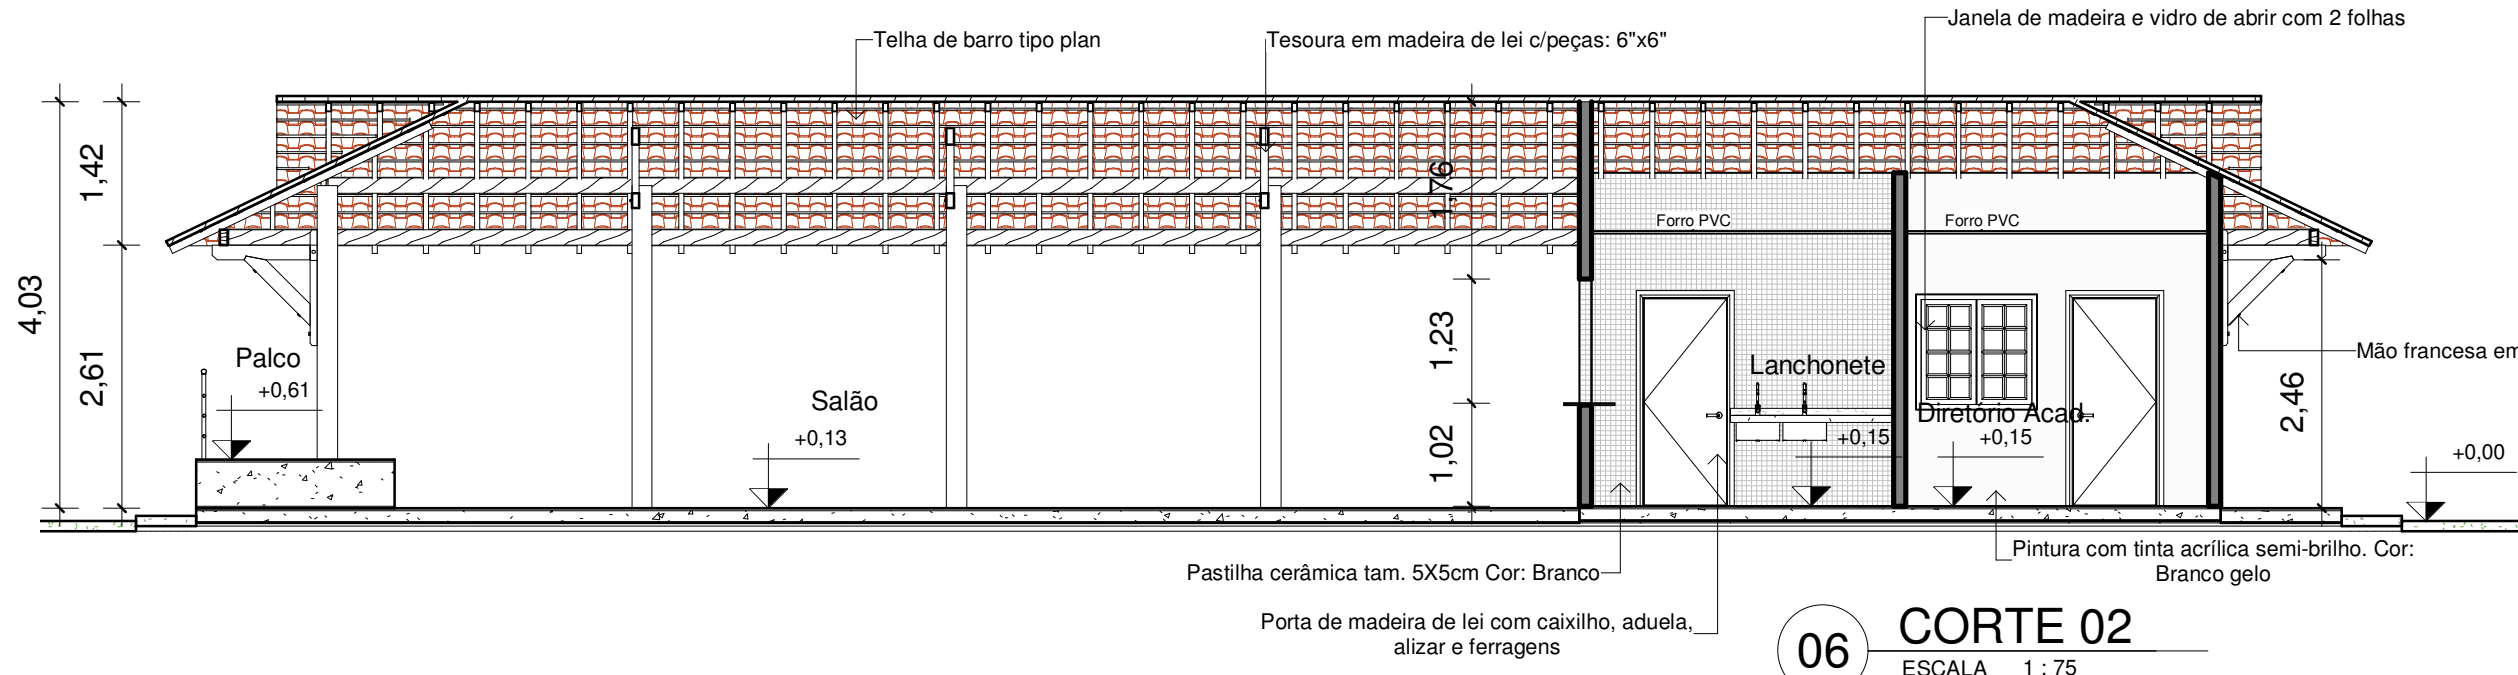 Janela de madeira e vidro de abrir com 2 folhas
Telha de barro tipo plan
Tesoura em madeira de lei c/peças: 6"x6"
1,42
1,76
Forro PVC
Forro PVC
4,03
2,61
1,23
Palco
+0,61
Salão
+0,13
Lanchonete
+0,15
Diretório Acad.
+0,15
Mão francesa em
2,46
1,02
+0,00
Pastilha cerâmica tam. 5X5cm Cor: Branco
Pintura com tinta acrílica semi-brilho. Cor:
Branco gelo
Porta de madeira de lei com caixilho, aduela,
alizar e ferragens
06
CORTE 02
ESCALA 1 : 75